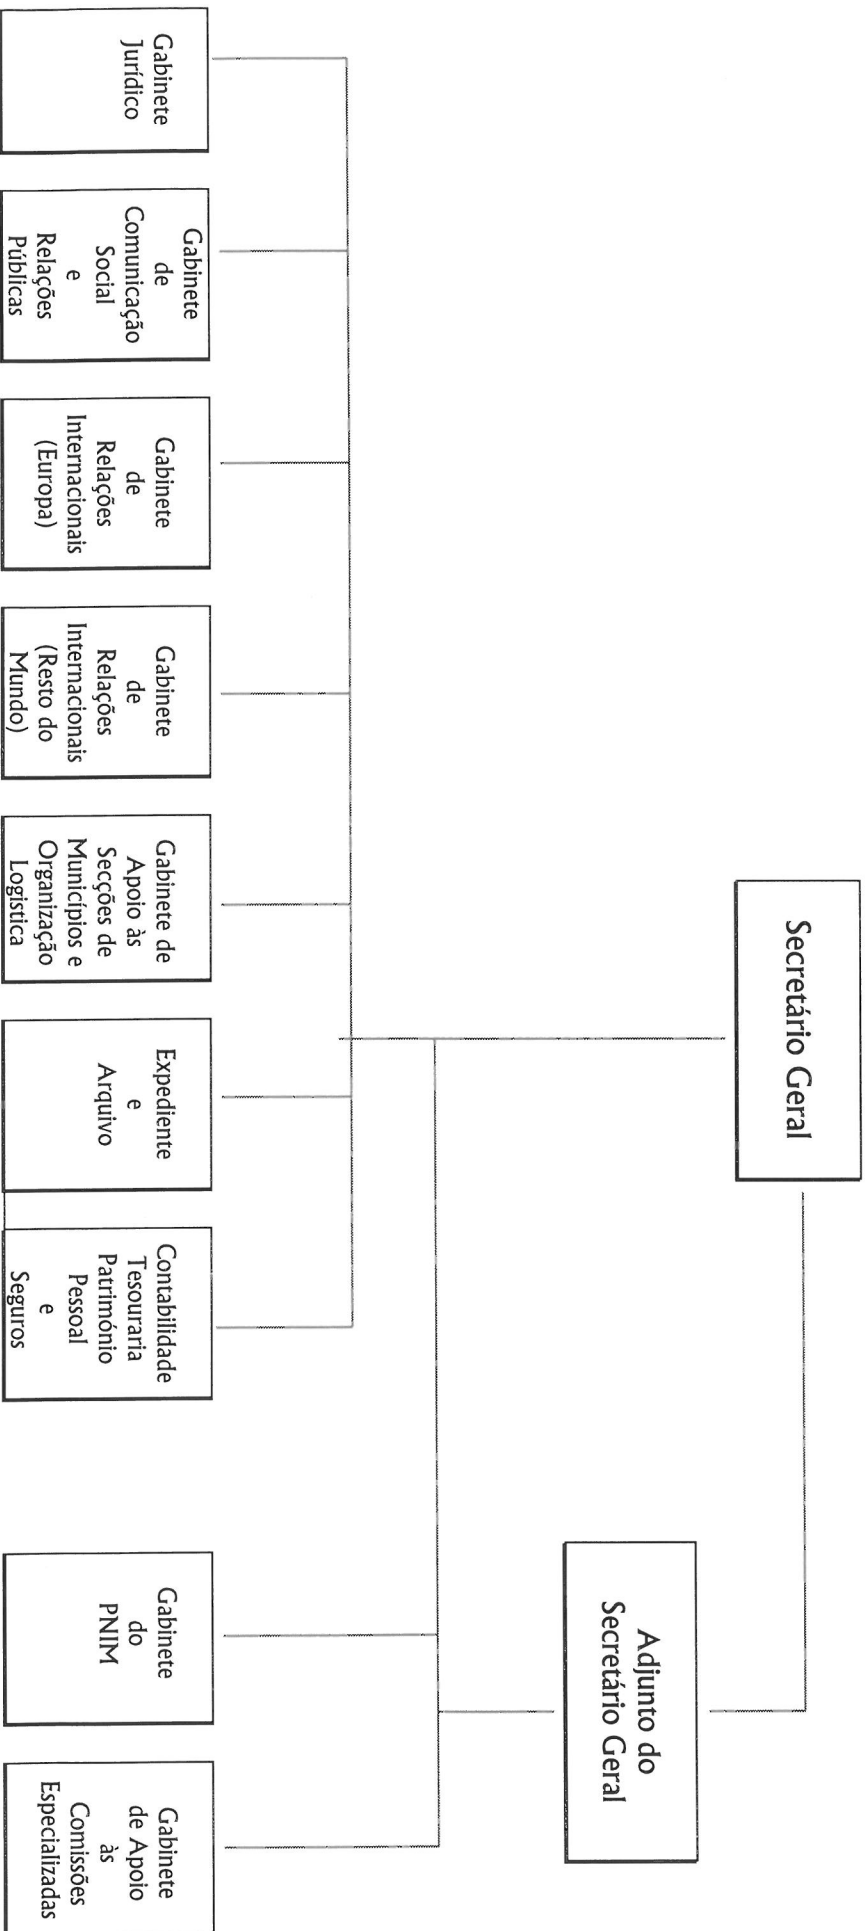 Secretário Geral
Adjunto do
Secretário Geral
Gabinete
Jurídico
Gabinete
de
Comunicação
Social
e
Relações
Públicas
Gabinete
de
Relações
Internacionais
(Europa)
Gabinete
de
Relações
Internacionais
(Resto do
Mundo)
Gabinete de
Apoio às
Secções de
Municípios e
Organização
Logistica
Expediente
e
Arquivo
Contabilidade
Tesouraria
Património
Pessoal
e
Seguros
Gabinete
do
PNIM
Gabinete
de Apoio
às
Comissões
Especializadas